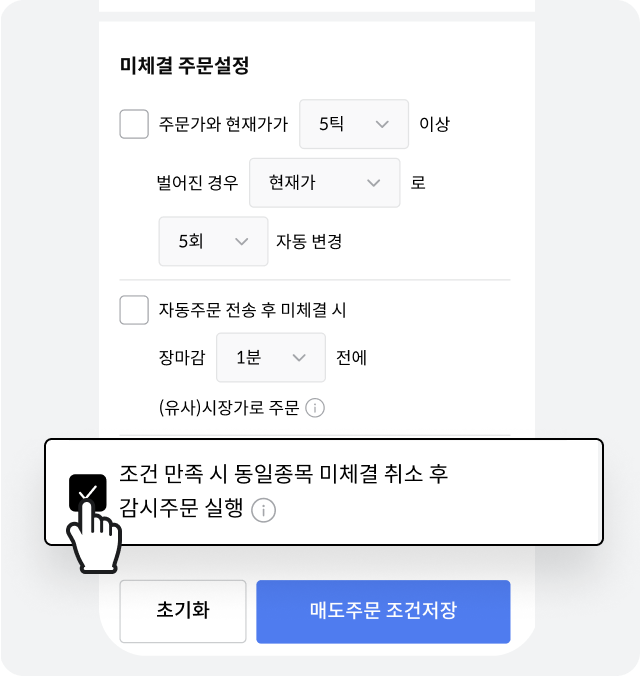 미체결 주문설정
주문가와 현재가가 5틱 이상
벌어진 경우 현재가 로
5회 자동 변경
자동주문 전송 후 미체결 시
장마감 1분 전에
(유사)시장가로 주문
조건 만족 시 동일종목 미체결 취소 후
감시주문 실행
초기화 매도주문 조건저장